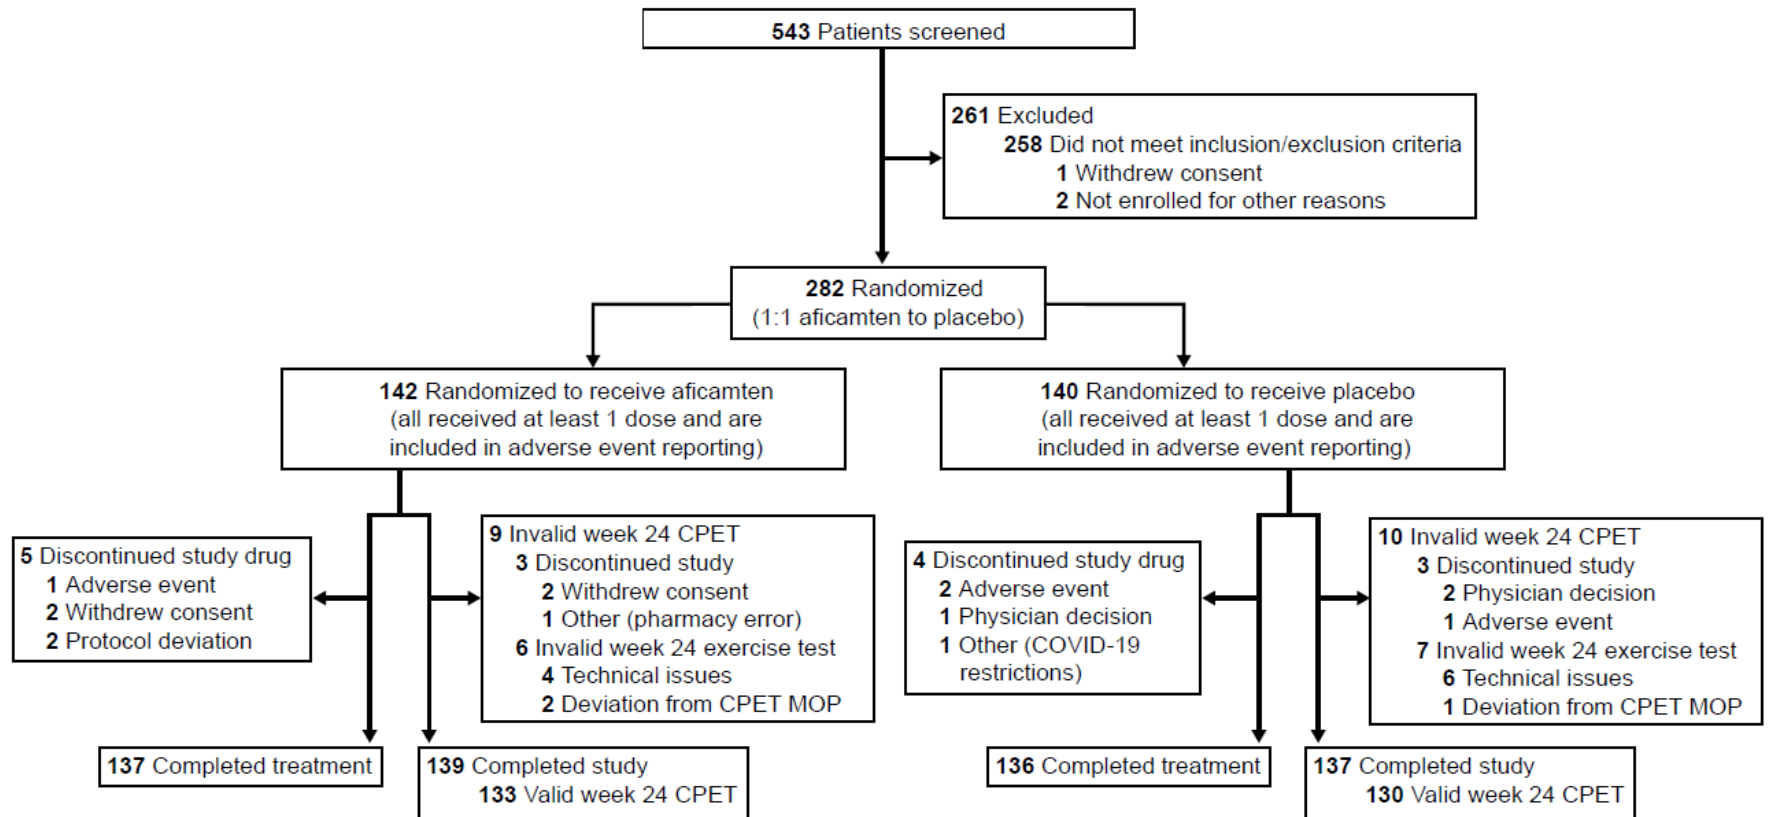 543 Patients screened
261 Excluded
258 Did not meet inclusion/exclusion criteria
1 Withdrew consent
2 Not enrolled for other reasons
282 Randomized
(1:1 aficamten to placebo)
142 Randomized to receive aficamten
(all received at least 1 dose and are
included in adverse event reporting)
140 Randomized to receive placebo
(all received at least 1 dose and are
included in adverse event reporting)
5 Discontinued study drug
1 Adverse event
2 Withdrew consent
2 Protocol deviation
9 Invalid week 24 CPET
3 Discontinued study
2 Withdrew consent
1 Other (pharmacy error)
6 Invalid week 24 exercise test
4 Technical issues
2 Deviation from CPET MOP
4 Discontinued study drug
2 Adverse event
1 Physician decision
1 Other (COVID-19
restrictions)
10 Invalid week 24 CPET
3 Discontinued study
2 Physician decision
1 Adverse event
7 Invalid week 24 exercise test
6 Technical issues
1 Deviation from CPET MOP
137 Completed treatment
139 Completed study
133 Valid week 24 CPET
136 Completed treatment
137 Completed study
130 Valid week 24 CPET